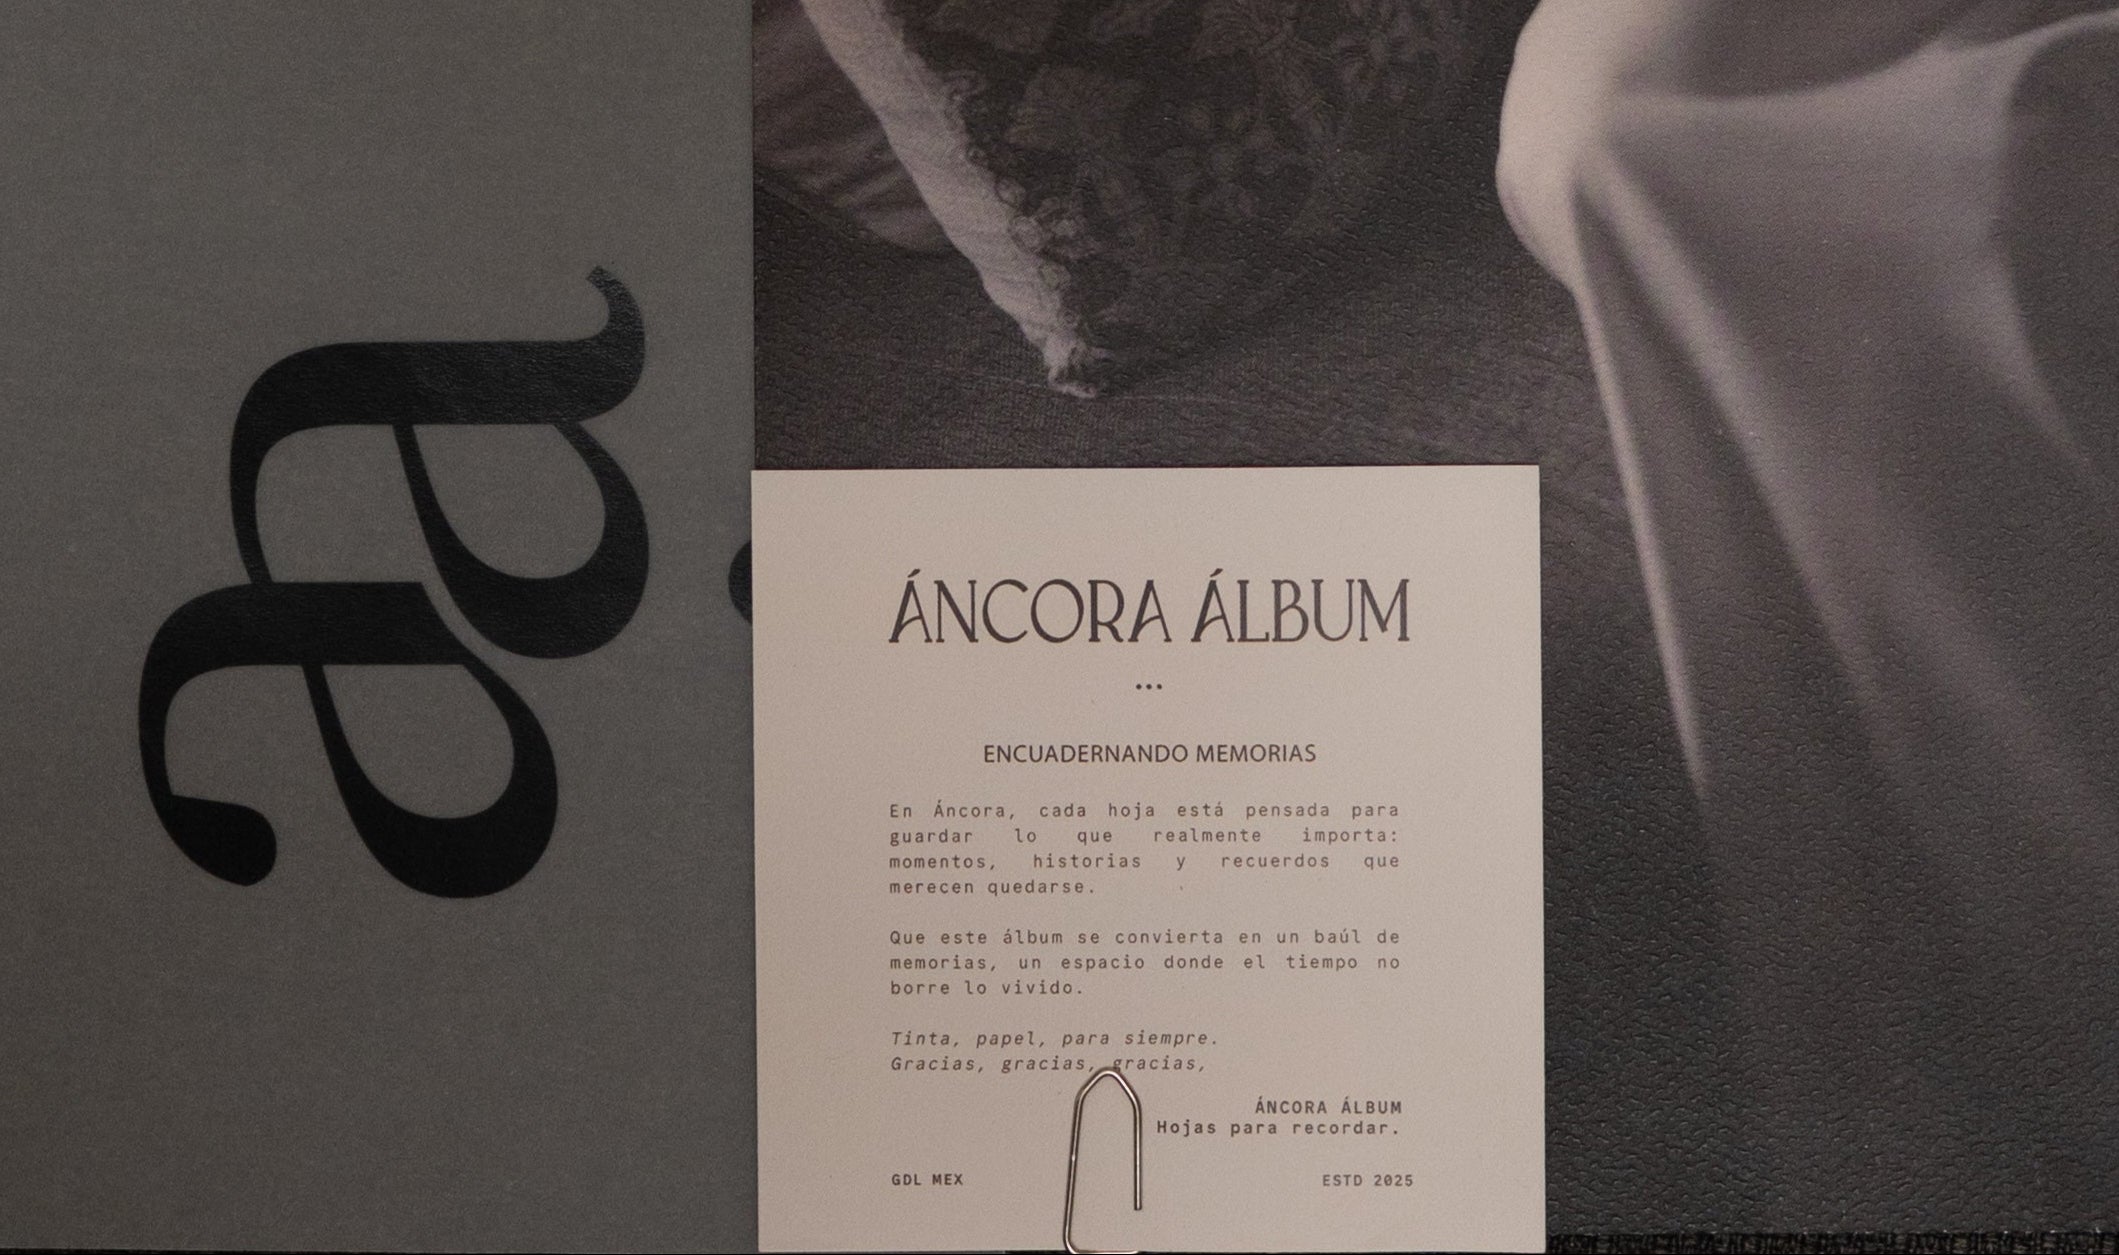 aa
ÁNCORA ÁLBUM
...
ENCUADERNANDO MEMORIAS
En Áncora, cada hoja está pensada para
guardar lo que realmente importa:
momentos, historias y recuerdos que
merecen quedarse.
Que este álbum se convierta en un baúl de
memorias, un espacio donde el tiempo no
borre lo vivido.
Tinta, papel, para siempre.
Gracias, gracias, gracias,
ÁNCORA ÁLBUM
Hojas para recordar.
GDL MEX
ESTD 2025